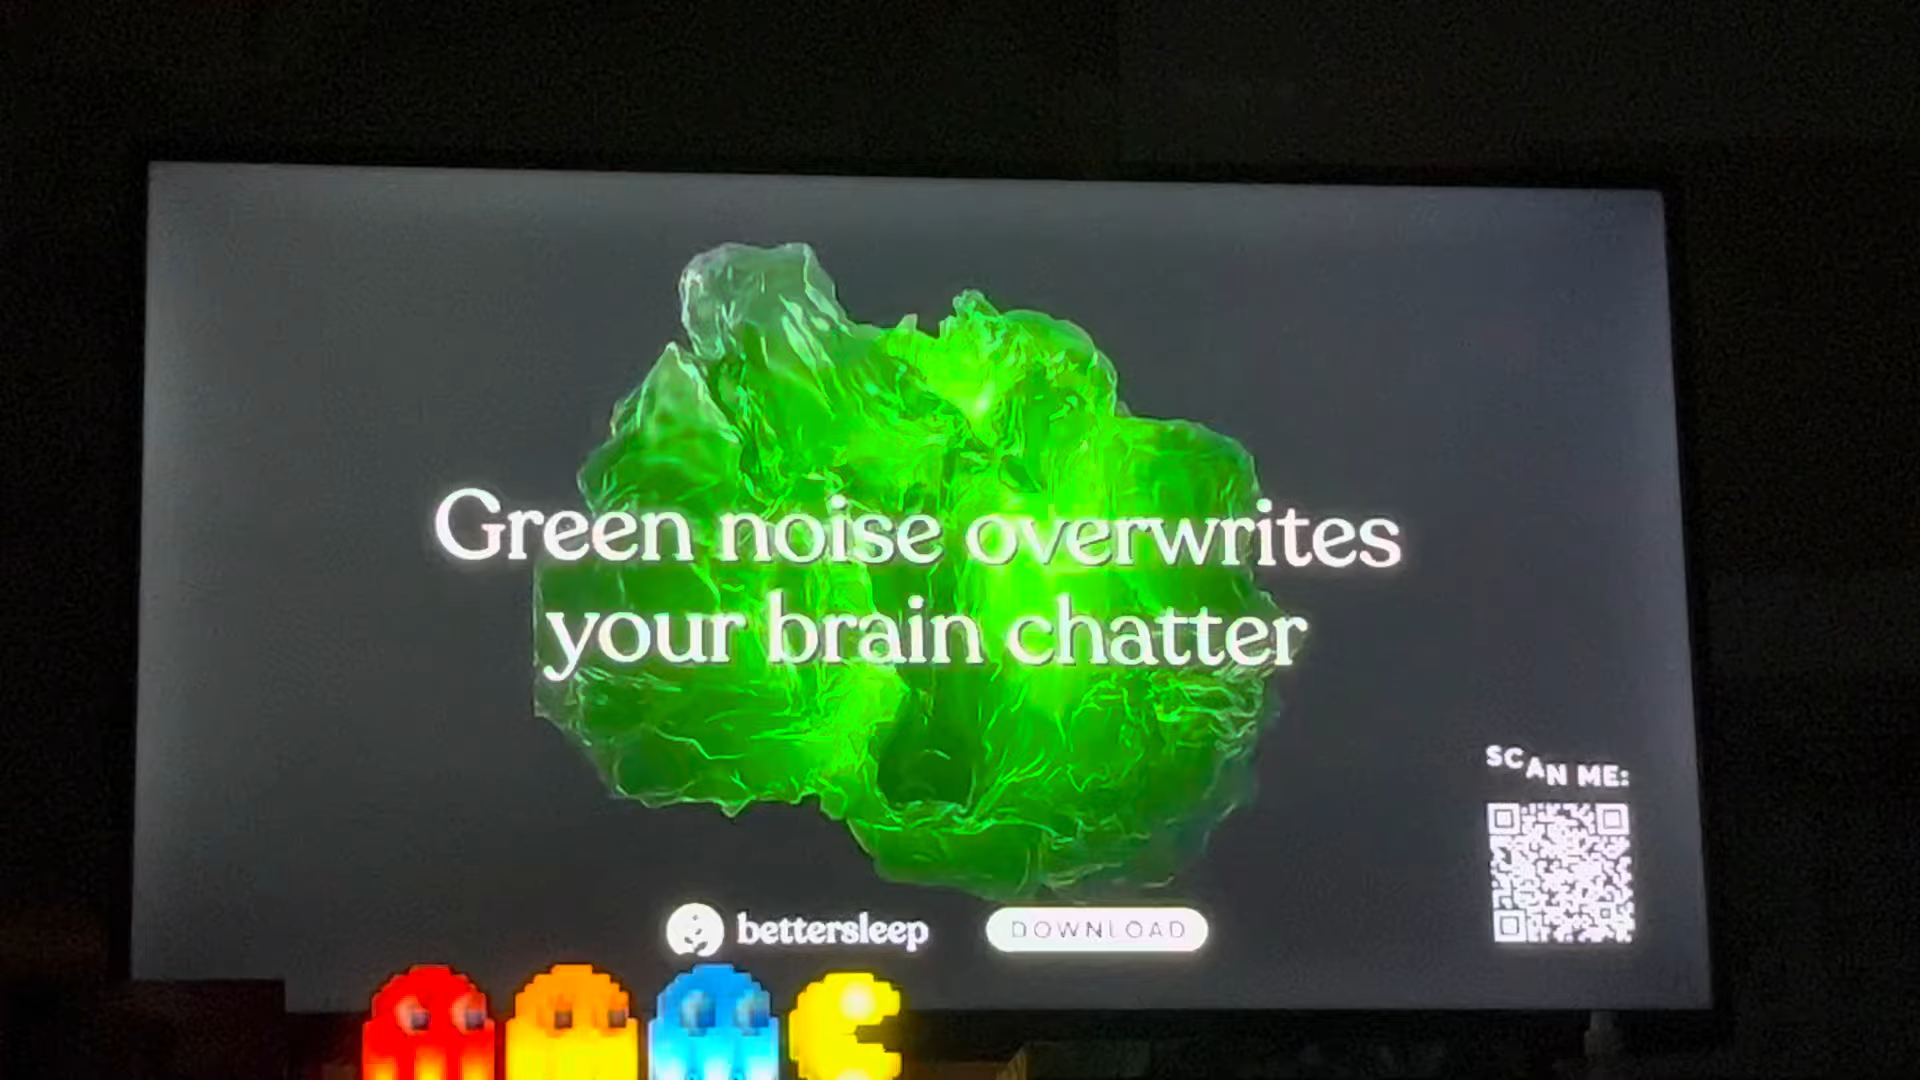 Green noise overwrites
your brain chatter
SCAN ME:
bettersleep
DOWNLOAD